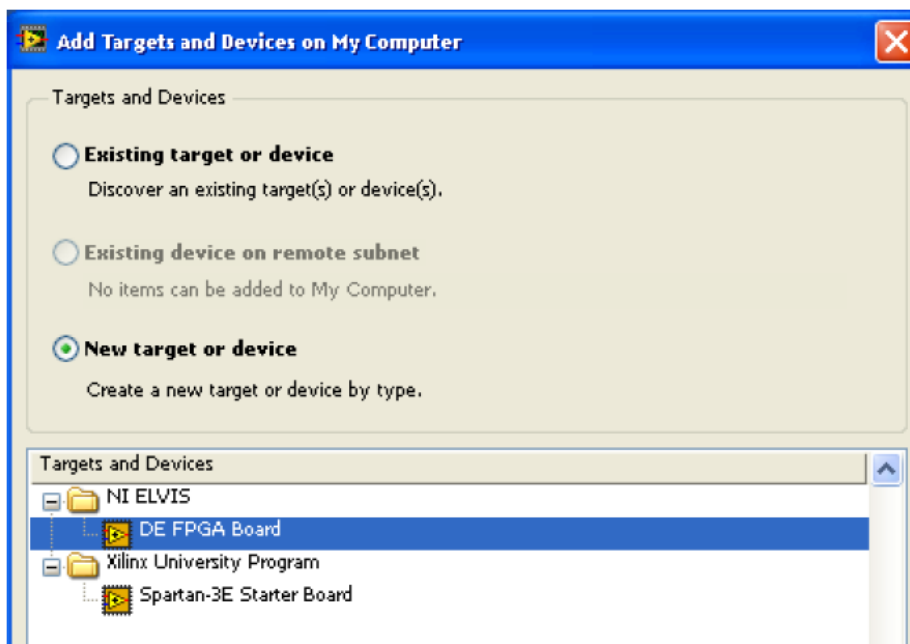 Add Targets and Devices on My Computer
Targets and Devices
Existing target or device
Discover an existing target(s) or device(s).
Existing device on remote subnet
No items can be added to My Computer.
New target or device
Create a new target or device by type.
Targets and Devices
NI ELVIS
DE FPGA Board
Xilinx University Program
Spartan-3E Starter Board